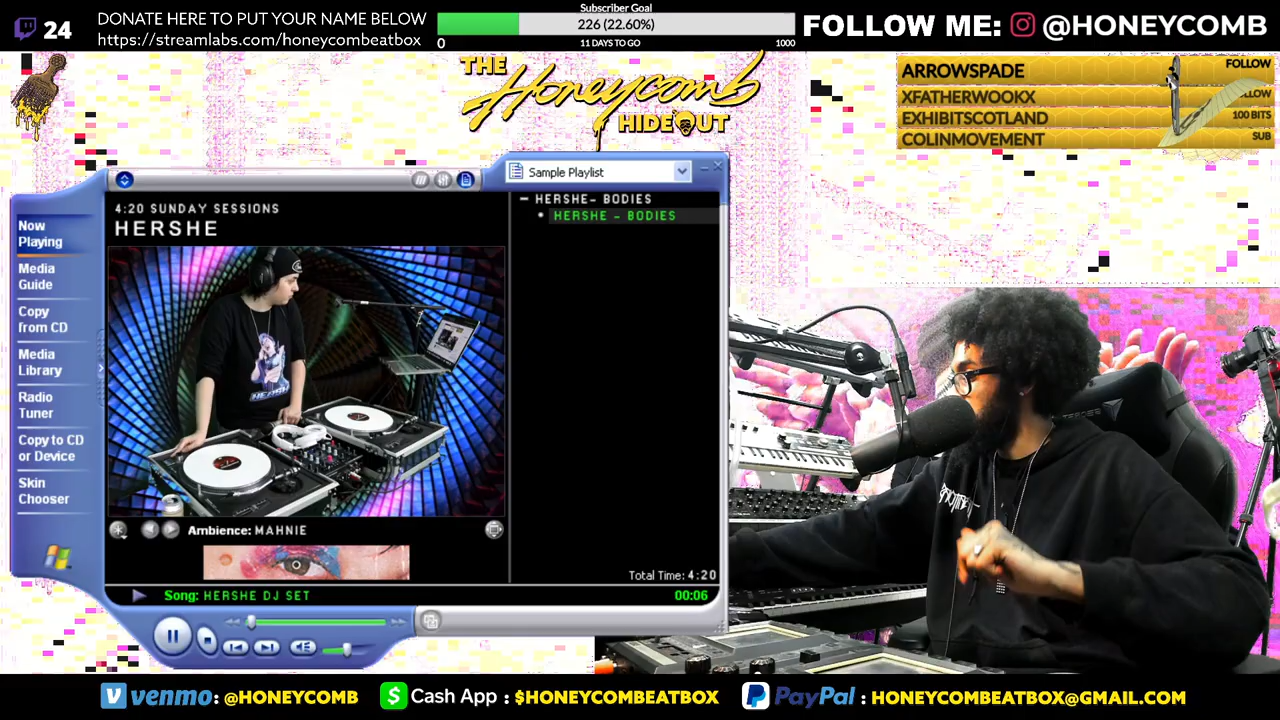 24
DONATE HERE TO PUT YOUR NAME BELOW
https://streamlabs.com/honeycombeatbox
Subscriber Goal
226 (22.60%)
0
11 DAYS TO GO
1000
FOLLOW ME: @HONEYCOMB
THE
Honeycomb
HIDEOUT
ARROWSPADE FOLLOW
XFATHERWOOKX
EXHIBITSCOTLAND 100 BITS
COLINMOVEMENT SUB
Sample Playlist
4:20 SUNDAY SESSIONS
HERSHE
HERSHE- BODIES
HERSHE - BODIES
Now
Playing
Media
Guide
Copy
from CD
Media
Library
Radio
Tuner
Copy to CD
or Device
Skin
Chooser
Ambience: MAHNIE
Total Time: 4:20
Song: HERSHE DJ SET
00:06
venmo: @HONEYCOMB
$ Cash App : $HONEYCOMBEATBOX
PayPal : HONEYCOMBEATBOX@GMAIL.COM